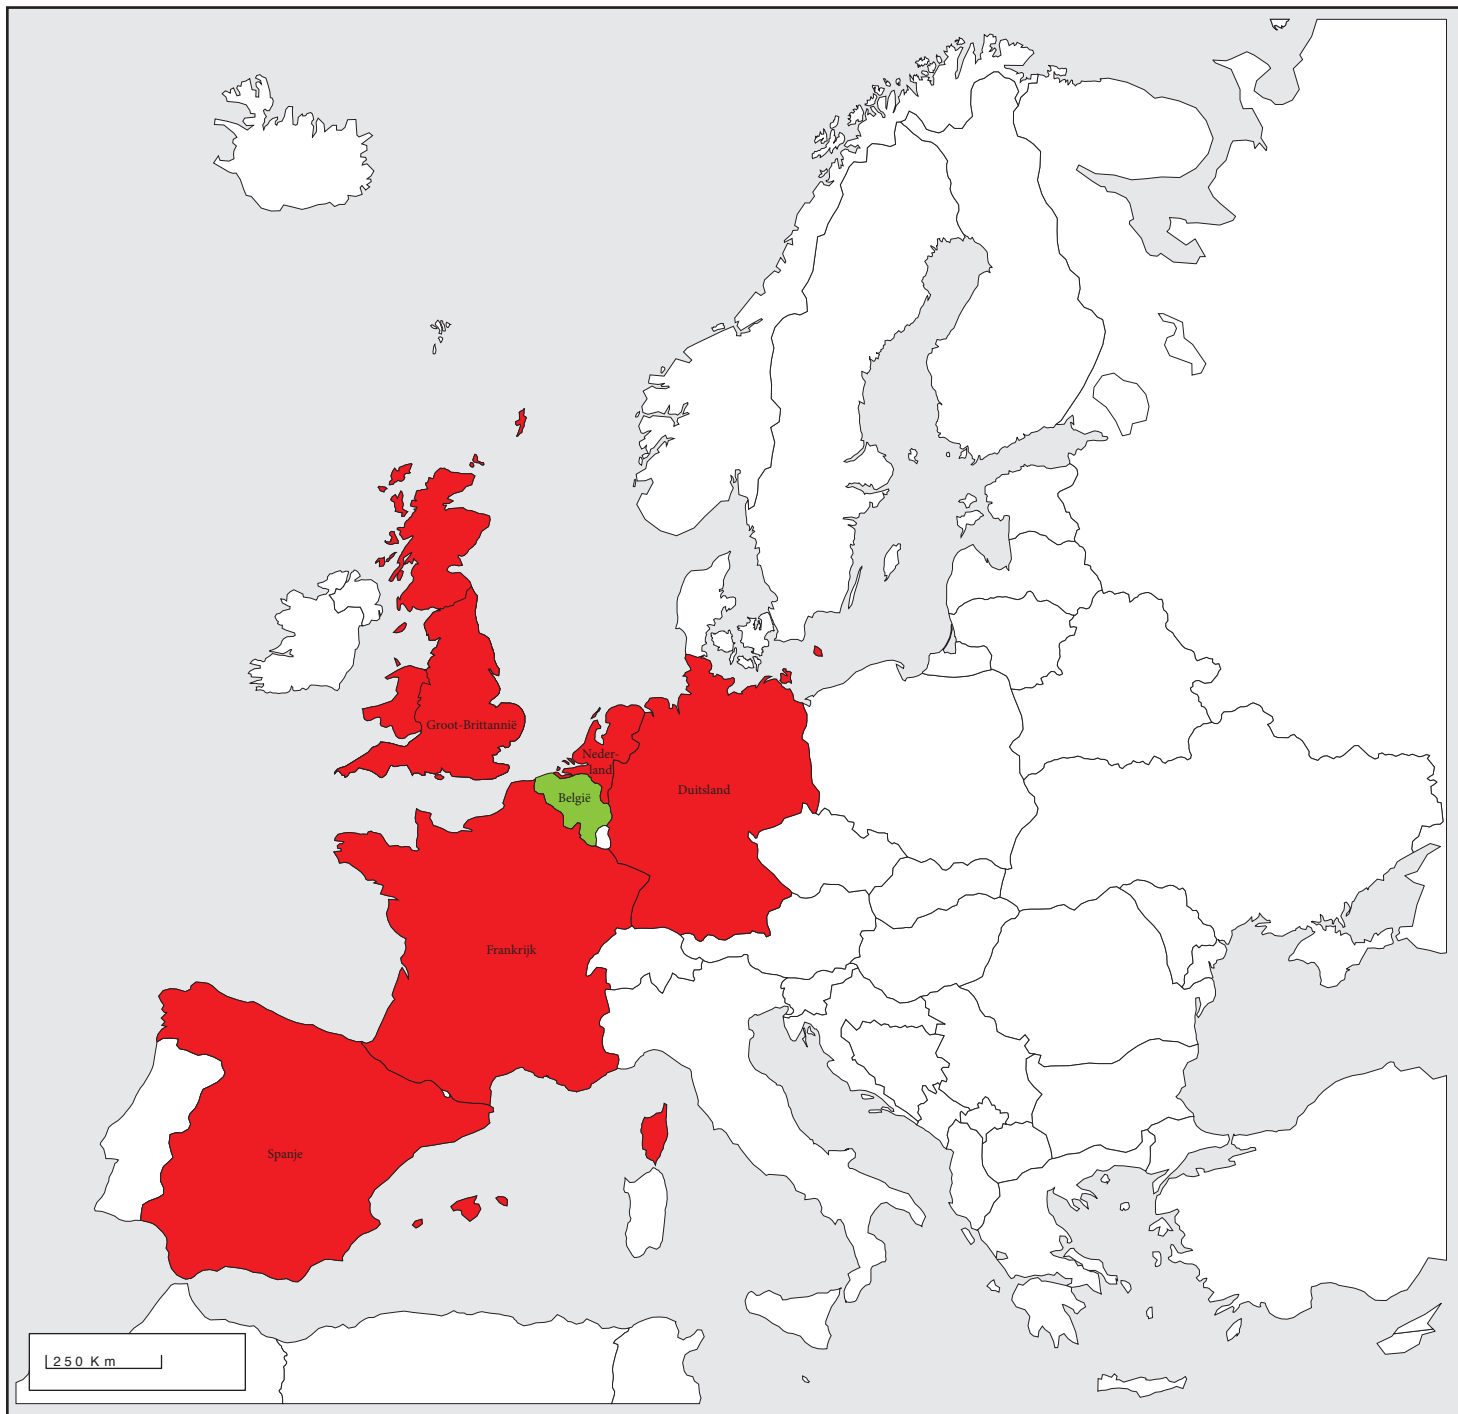 Groot-Brittannië
Neder-
land
België
Duitsland
Frankrijk
Spanje
250 Km